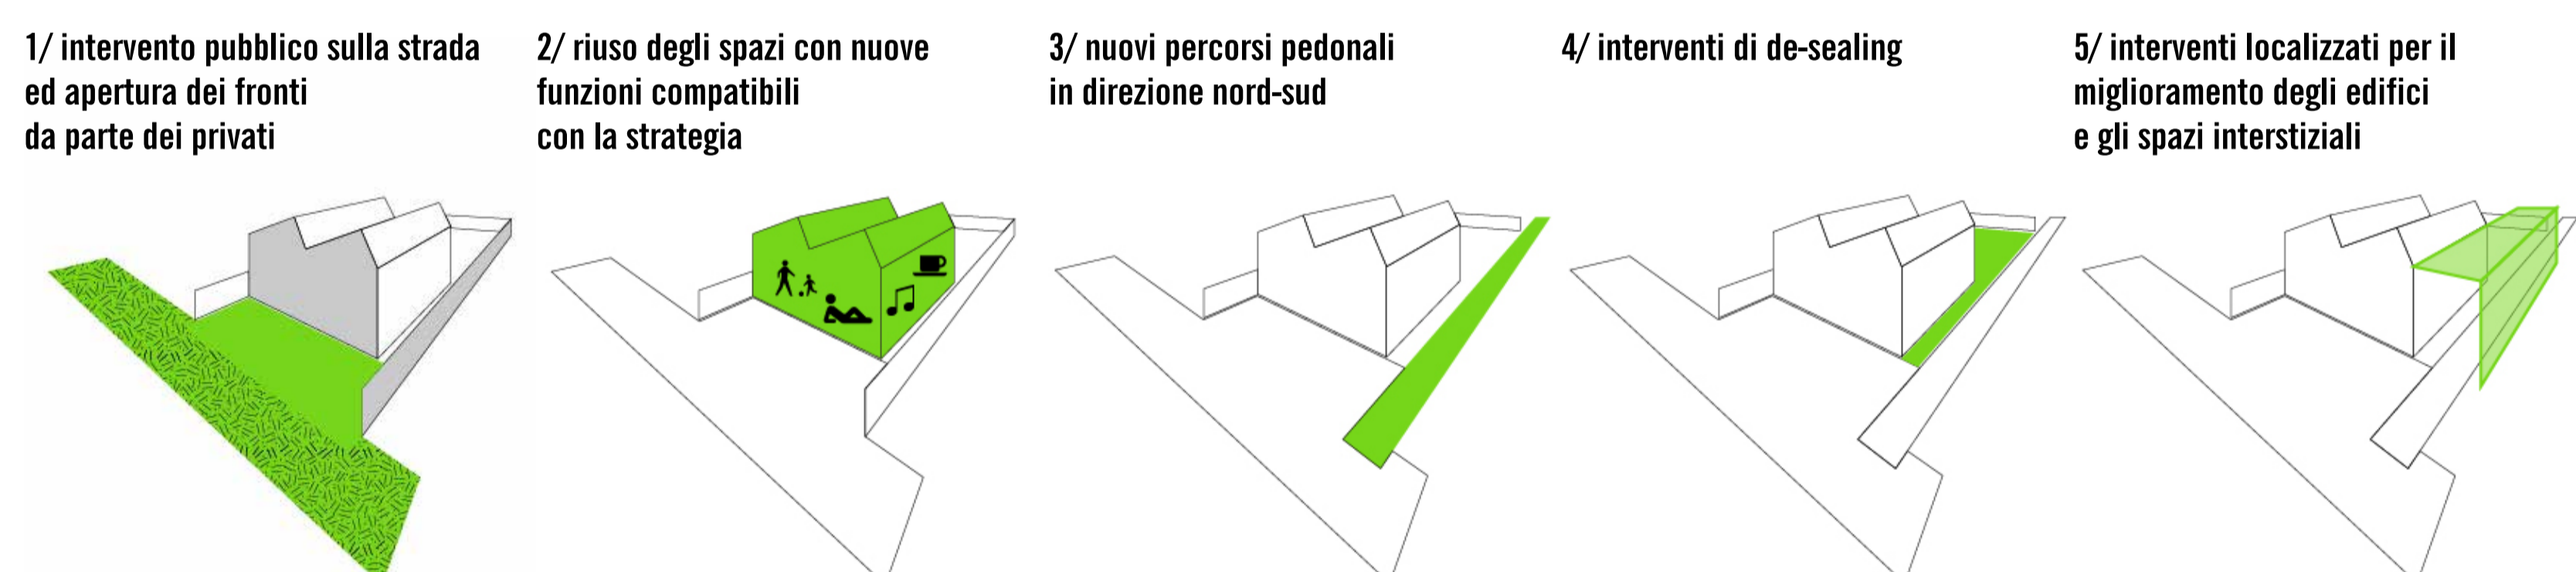 1/ intervento pubblico sulla strada
ed apertura dei fronti
da parte dei privati
2/ riuso degli spazi con nuove
funzioni compatibili
con la strategia
3/ nuovi percorsi pedonali
in direzione nord-sud
4/ interventi di de-sealing
5/ interventi localizzati per il
miglioramento degli edifici
e gli spazi interstiziali